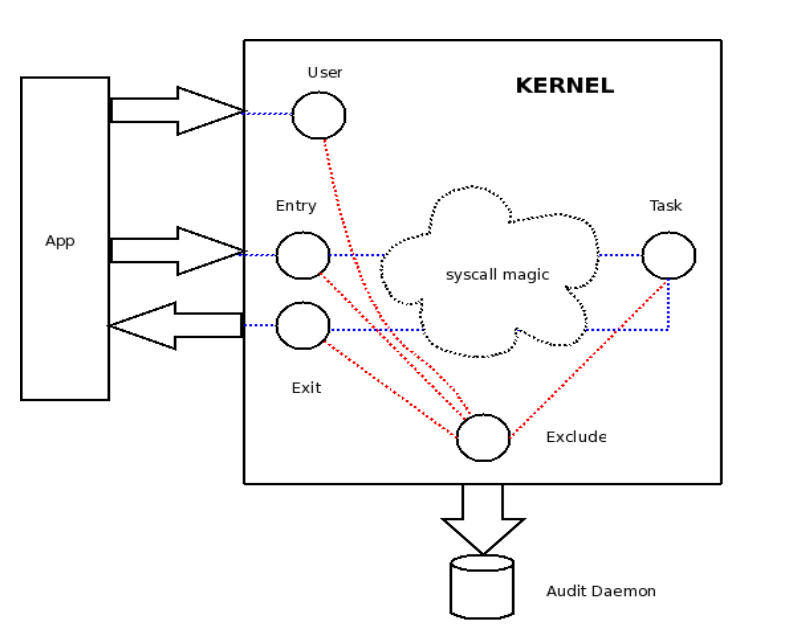 User
KERNEL
Entry
Task
App
syscall magic
Exit
Exclude
Audit Daemon